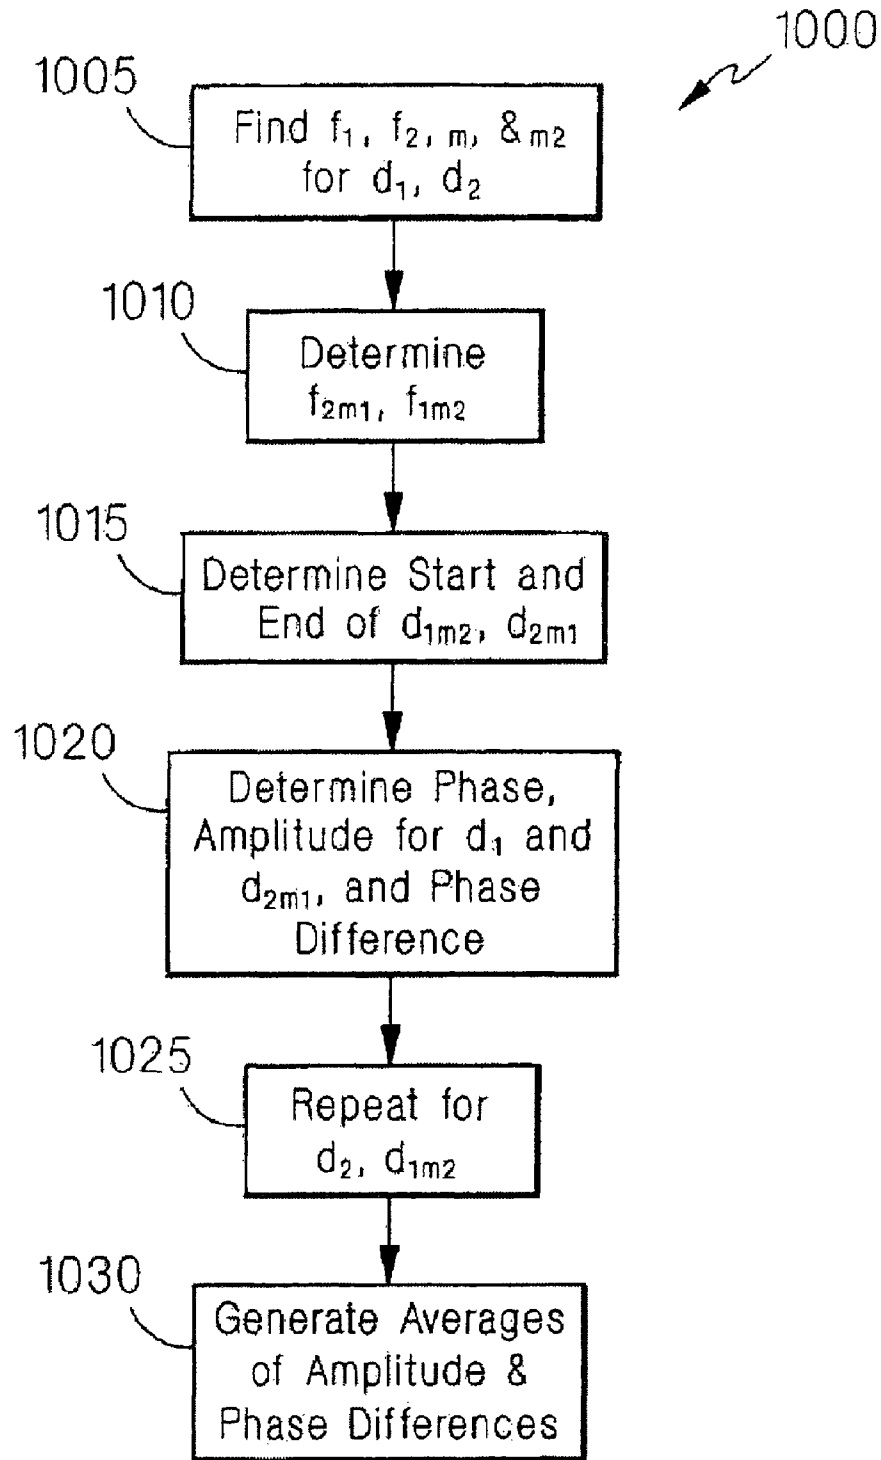 1000
1005
Find f₁, f₂, m, & m2
for d₁, d₂
1010
Determine
f₂ₘ₁, f₁ₘ₂
1015
Determine Start and
End of d₁ₘ₂, d₂ₘ₁
1020
Determine Phase,
Amplitude for d₁ and
d₂ₘ₁, and Phase
Difference
1025
Repeat for
d₂, d₁ₘ₂
1030
Generate Averages
of Amplitude &
Phase Differences